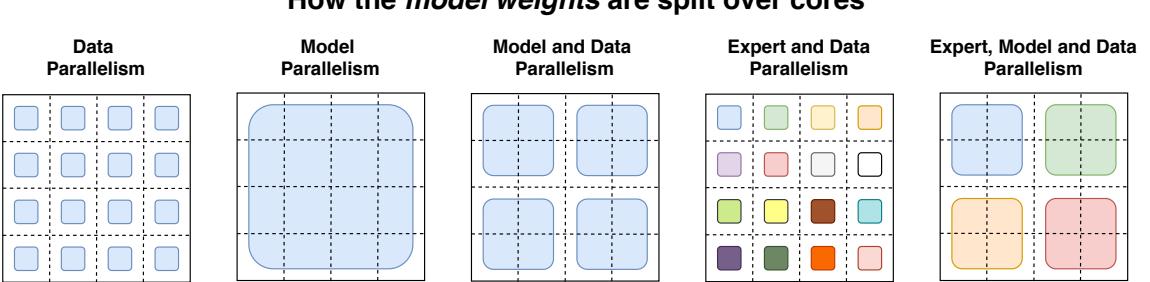 How the model weights are split over cores
Data
Parallelism
Model
Parallelism
Model and Data
Parallelism
Expert and Data
Parallelism
Expert, Model and Data
Parallelism